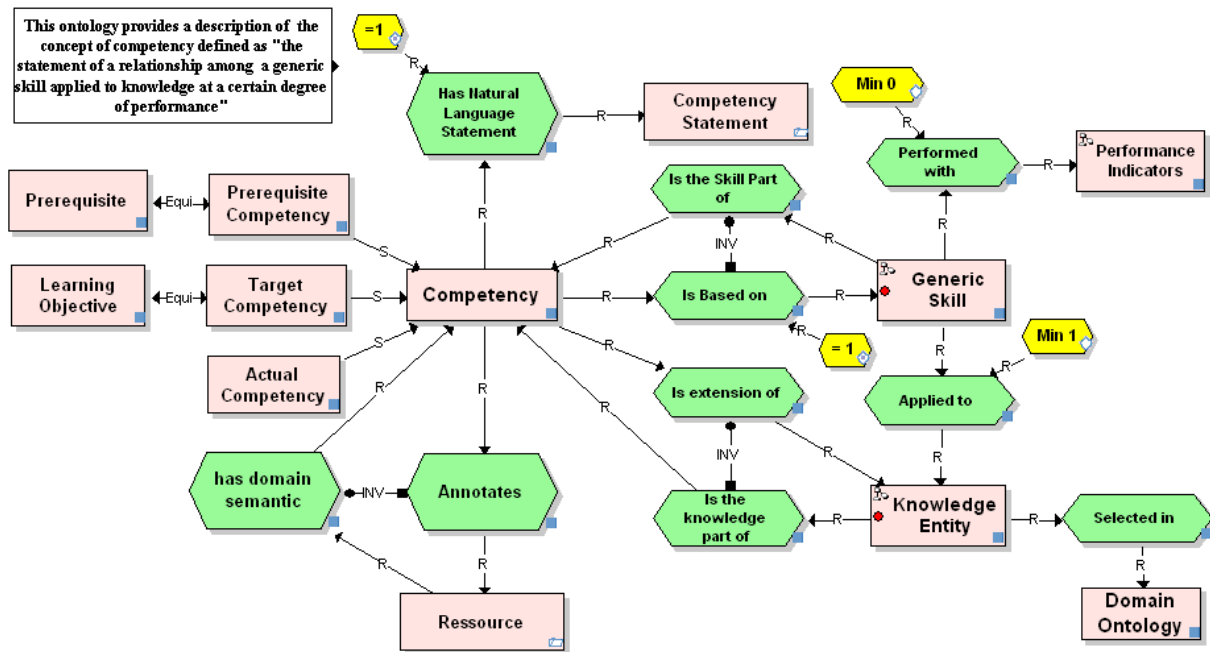 This ontology provides a description of the
concept of competency defined as "the
statement of a relationship among a generic
skill applied to knowledge at a certain degree
of performance"
=1
R
Has Natural
Language
Statement
R
Competency
Statement
Min 0
R
Performed
with
R
Performance
Indicators
Is the Skill Part
of
Prerequisite
Equi
Prerequisite
Competency
R
R
R
R
S
INV
Learning
Objective
Equi
Target
Competency
S
Competency
R
Is Based on
R
Generic
Skill
S
R
= 1
R
R
Min 1
R
Actual
Competency
R
R
R
Is extension of
Applied to
R
R
INV
has domain
semantic
INV
Annotates
Is the
knowledge
part of
R
Knowledge
Entity
R
Selected in
R
R
R
Ressource
Domain
Ontology